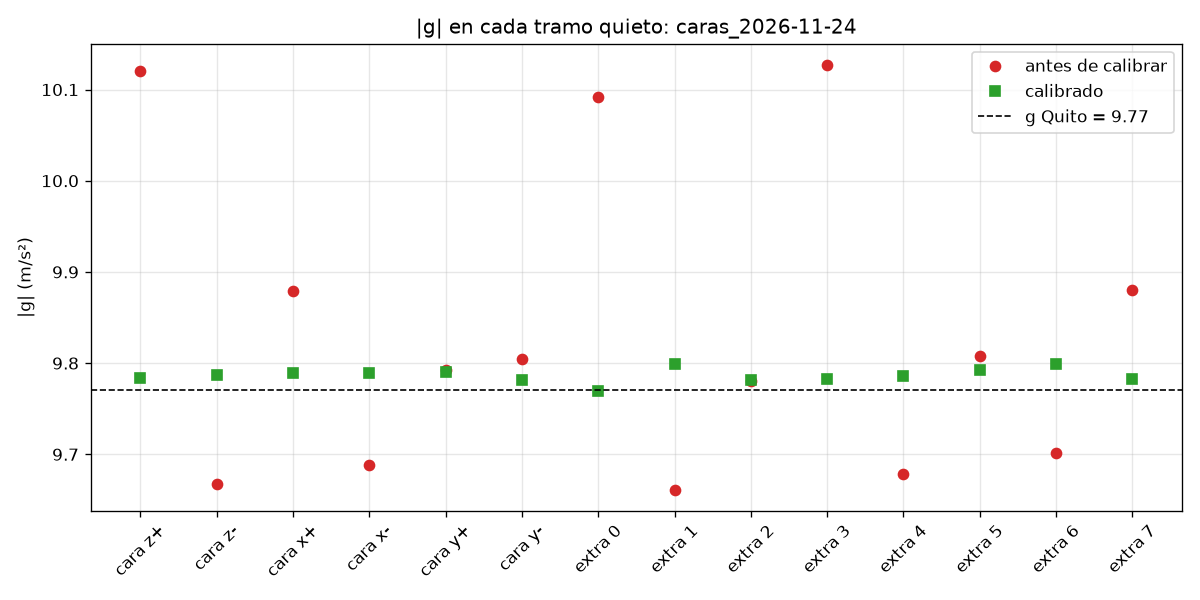 |g| en cada tramo quieto: caras_2026-11-24
antes de calibrar
calibrado
g Quito = 9.77
|g| (m/s²)
10.1
10.0
9.9
9.8
9.7
cara z+
cara z-
cara x+
cara x-
cara y+
cara y-
extra 0
extra 1
extra 2
extra 3
extra 4
extra 5
extra 6
extra 7